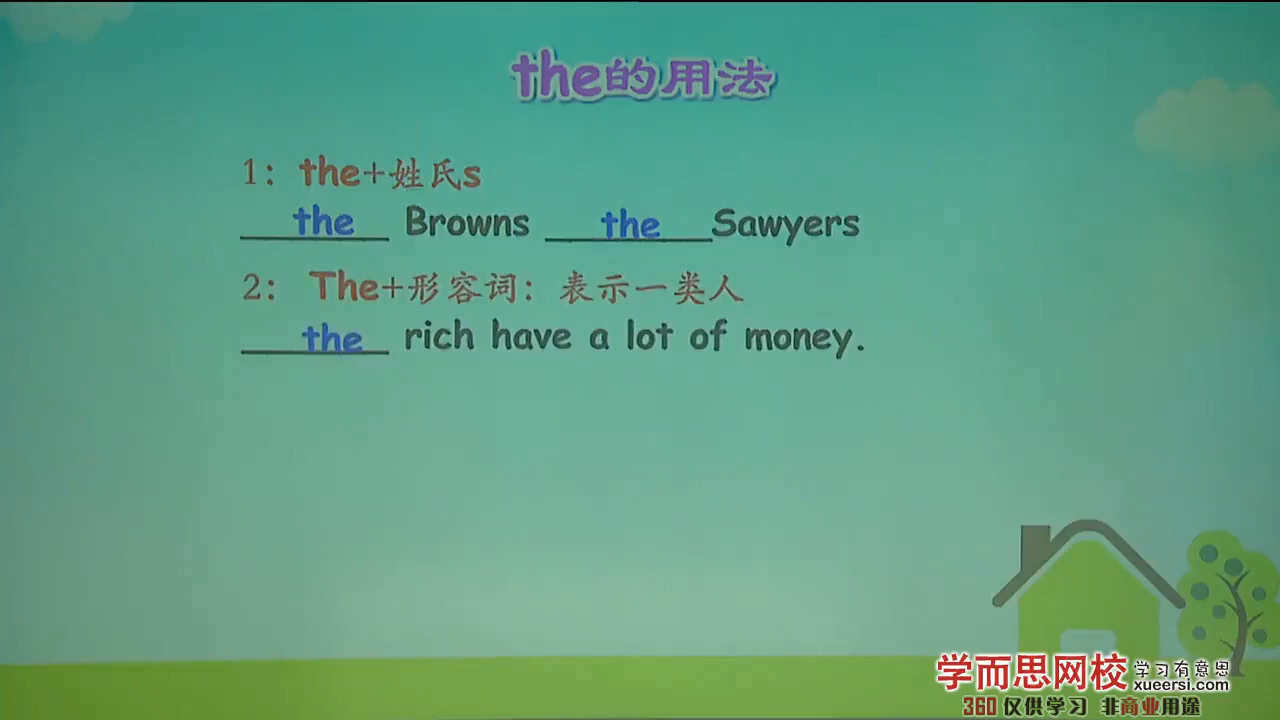 the的用法
1：the+姓氏s
the Browns the Sawyers
2： The+形容词：表示一类人
the rich have a lot of money.
学而思网校 学习有意思
xueersi.com
360 仅供学习 非商业用途